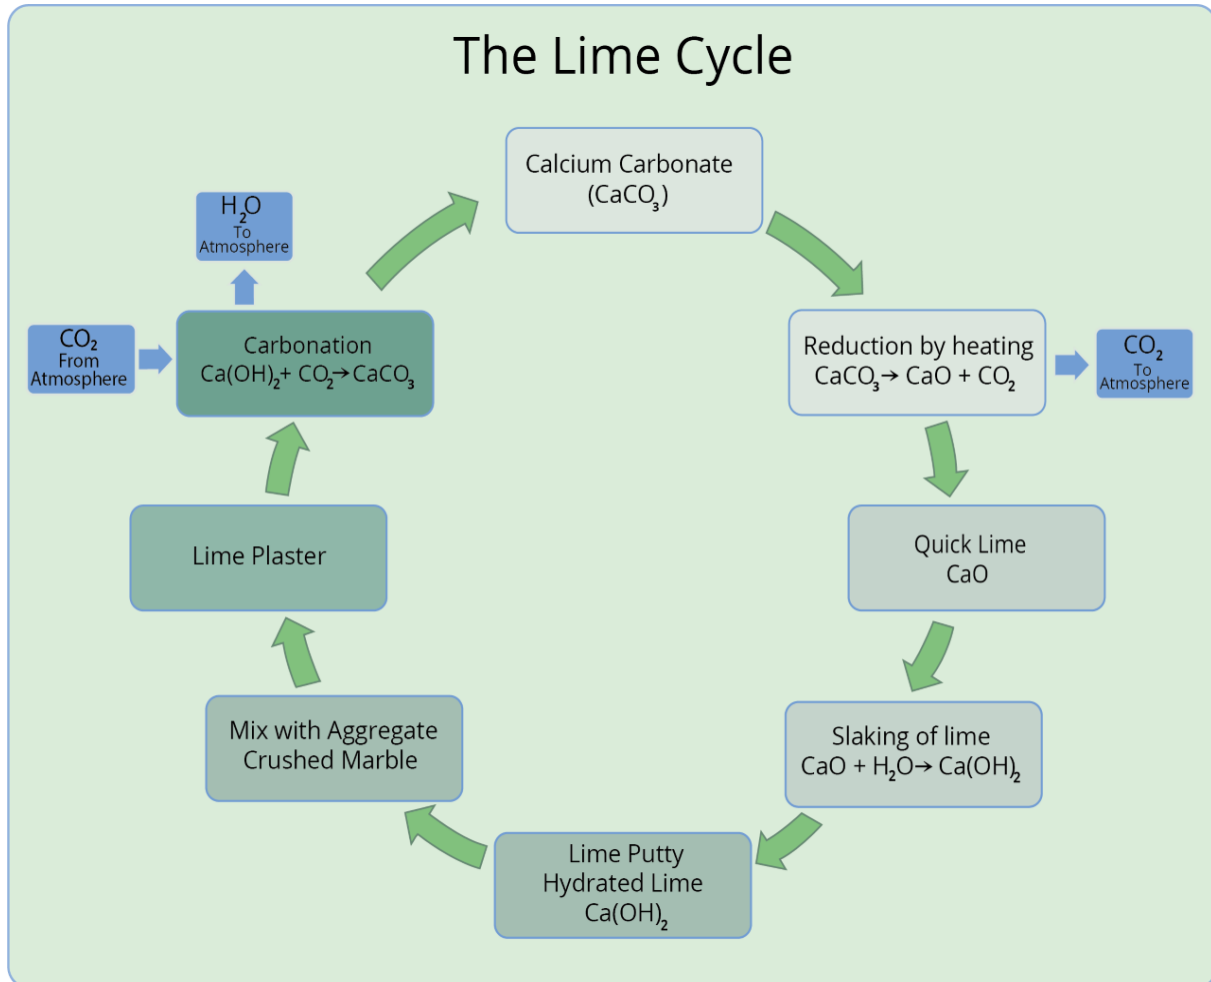 The Lime Cycle
Calcium Carbonate
(CaCO₃)
Reduction by heating
CaCO₃→ CaO + CO₂
CO₂
To
Atmosphere
Quick Lime
CaO
Slaking of lime
CaO + H₂O→ Ca(OH)₂
Lime Putty
Hydrated Lime
Ca(OH)₂
Mix with Aggregate
Crushed Marble
Lime Plaster
Carbonation
Ca(OH)₂+ CO₂→CaCO₃
CO₂
From
Atmosphere
H₂O
To
Atmosphere